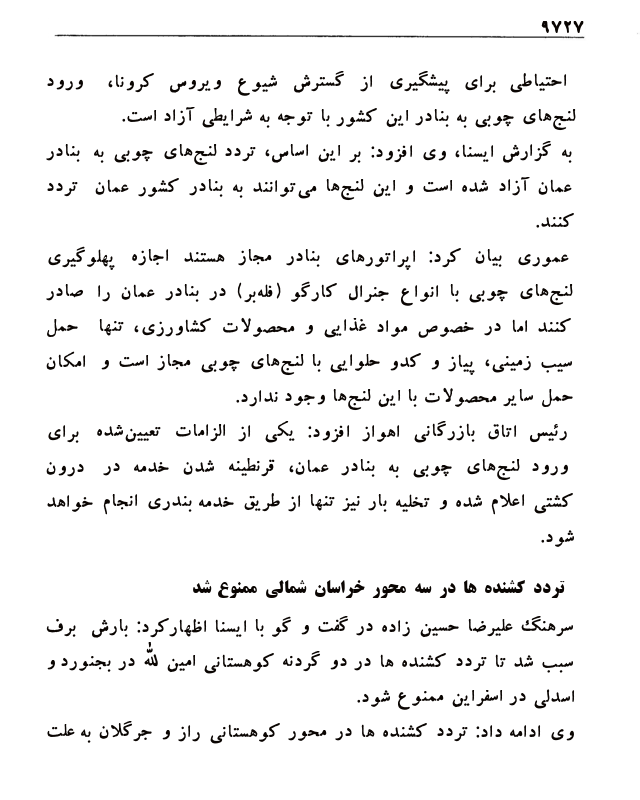 ۹۷۲۷
احتیاطی برای پیشگیری از گسترش شیوع ویروس کرونا، ورود
لنج‌های چوبی به بنادر این کشور با توجه به شرایطی آزاد است.
به گزارش ایسنا، وی افزود: بر این اساس، تردد لنج‌های چوبی به بنادر
عمان آزاد شده است و این لنج‌ها می‌توانند به بنادر کشور عمان تردد
کنند.
عموری بیان کرد: اپراتورهای بنادر مجاز هستند اجازه پهلوگیری
لنج‌های چوبی با انواع جنرال کارگو (فله‌بر) در بنادر عمان را صادر
کنند اما در خصوص مواد غذایی و محصولات کشاورزی، تنها حمل
سیب زمینی، پیاز و کدو حلوایی با لنج‌های چوبی مجاز است و امکان
حمل سایر محصولات با این لنج‌ها وجود ندارد.
رئیس اتاق بازرگانی اهواز افزود: یکی از الزامات تعیین‌شده برای
ورود لنج‌های چوبی به بنادر عمان، قرنطینه شدن خدمه در درون
کشتی اعلام شده و تخلیه بار نیز تنها از طریق خدمه بندری انجام خواهد
شود.
تردد کشنده ها در سه محور خراسان شمالی ممنوع شد
سرهنگ علیرضا حسین زاده در گفت و گو با ایسنا اظهارکرد: بارش برف
سبب شد تا تردد کشنده ها در دو گردنه کوهستانی امین لله در بجنورد و
اسدلی در اسفراین ممنوع شود.
وی ادامه داد: تردد کشنده ها در محور کوهستانی راز و جرگلان به علت